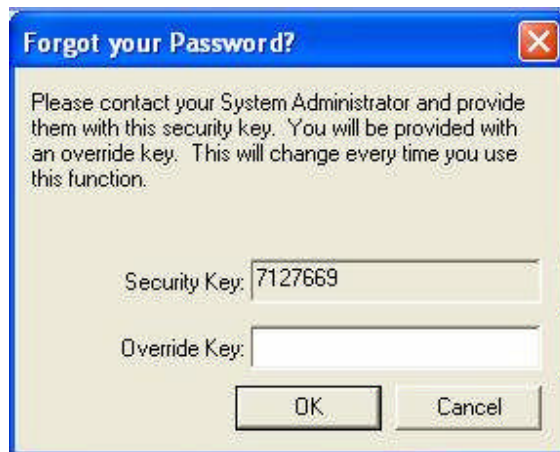 Forgot your Password?
Please contact your System Administrator and provide
them with this security key.  You will be provided with
an override key.  This will change every time you use
this function.
Security Key: 7127669
Override Key:
OK Cancel